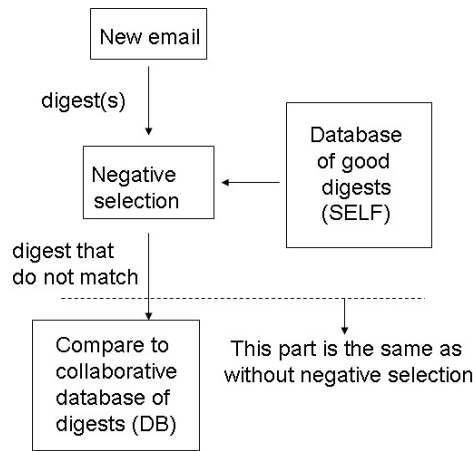 New email
digest(s)
Database
of good
digests
(SELF)
Negative
selection
digest that
do not match
Compare to
collaborative
database of
digests (DB)
This part is the same as
without negative selection